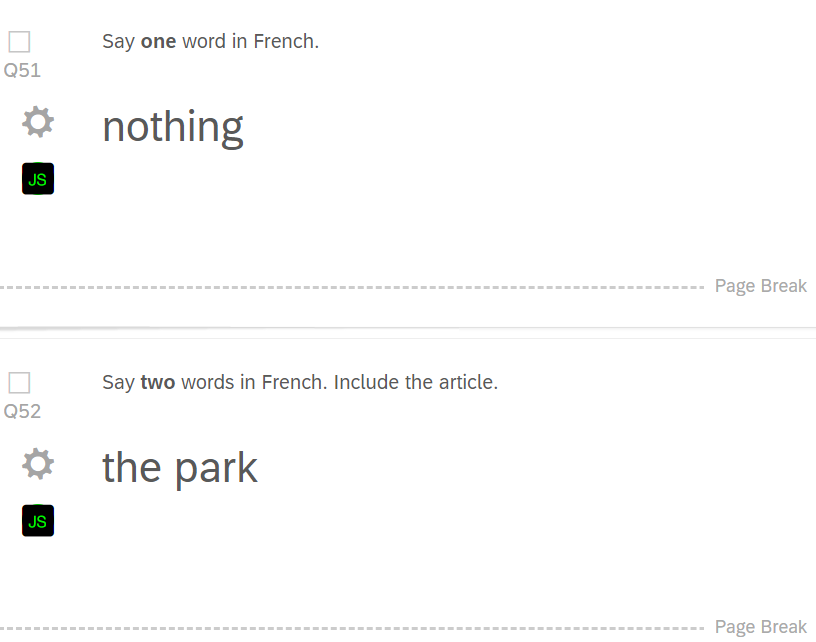 Say one word in French.
Q51
nothing
JS
Page Break
Say two words in French. Include the article.
Q52
the park
JS
Page Break